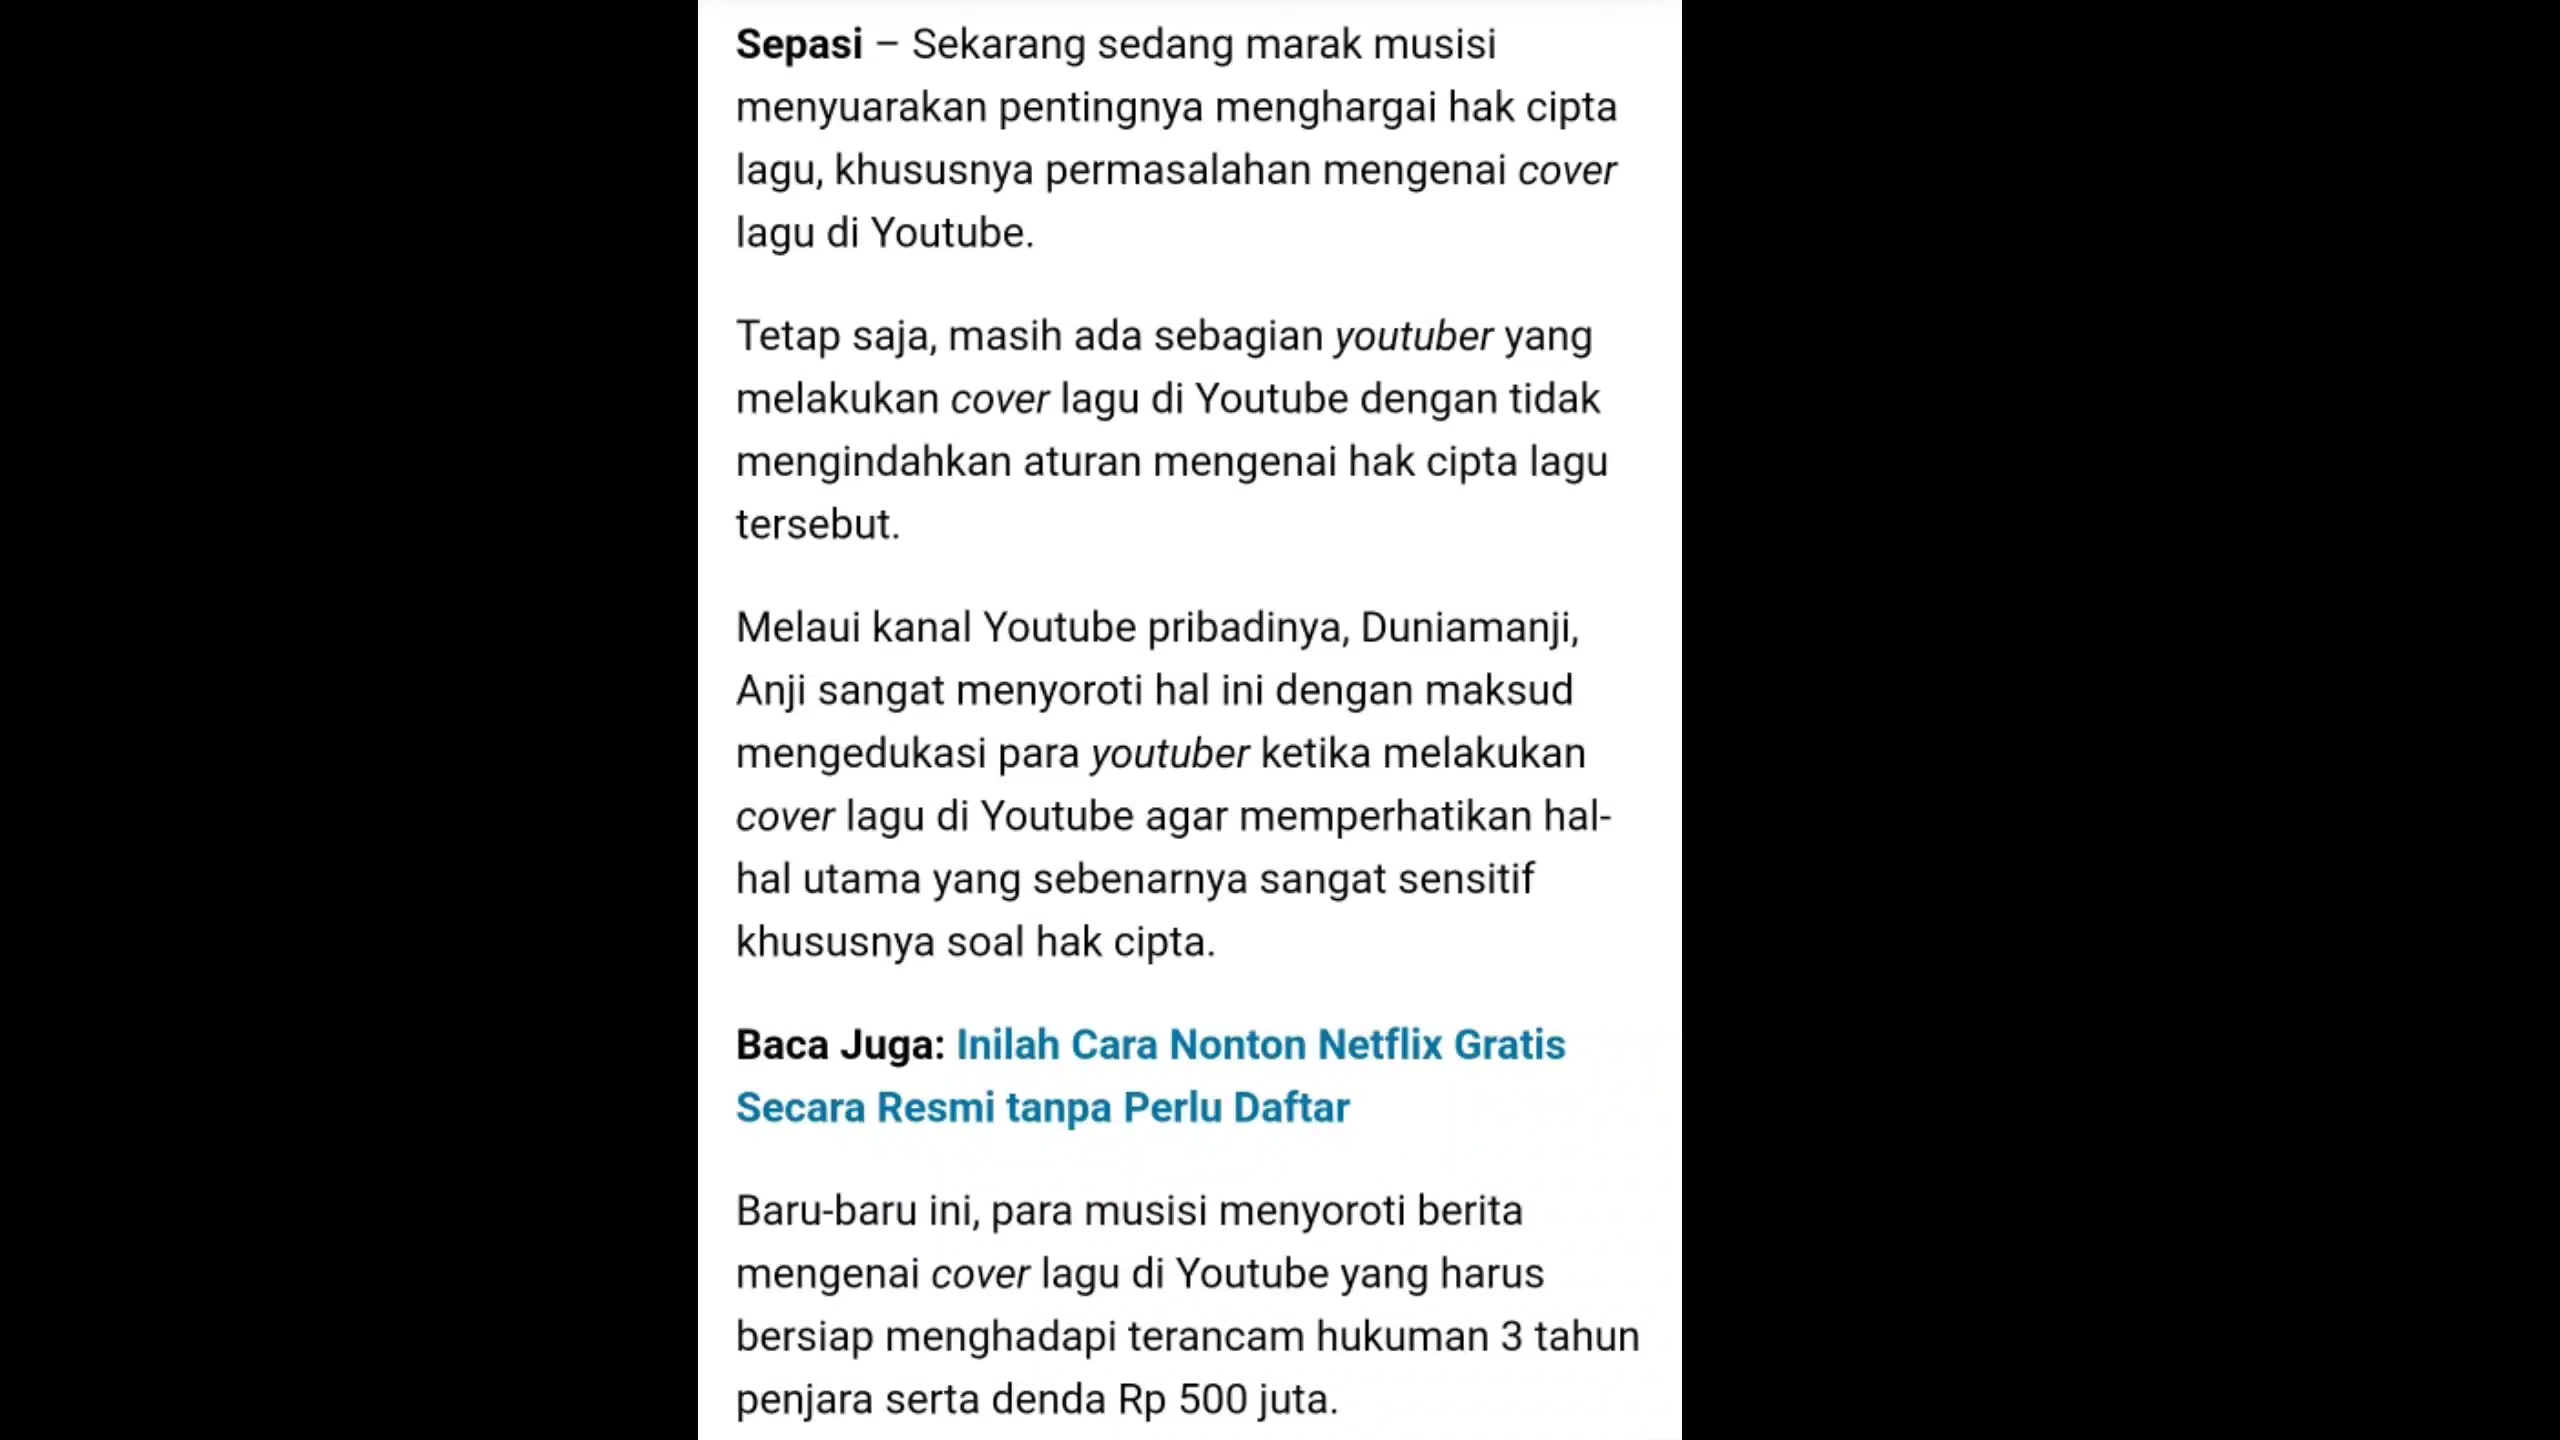 Sepasi – Sekarang sedang marak musisi
menyuarakan pentingnya menghargai hak cipta
lagu, khususnya permasalahan mengenai cover
lagu di Youtube.
Tetap saja, masih ada sebagian youtuber yang
melakukan cover lagu di Youtube dengan tidak
mengindahkan aturan mengenai hak cipta lagu
tersebut.
Melaui kanal Youtube pribadinya, Duniamanji,
Anji sangat menyoroti hal ini dengan maksud
mengedukasi para youtuber ketika melakukan
cover lagu di Youtube agar memperhatikan hal-
hal utama yang sebenarnya sangat sensitif
khususnya soal hak cipta.
Baca Juga: Inilah Cara Nonton Netflix Gratis
Secara Resmi tanpa Perlu Daftar
Baru-baru ini, para musisi menyoroti berita
mengenai cover lagu di Youtube yang harus
bersiap menghadapi terancam hukuman 3 tahun
penjara serta denda Rp 500 juta.